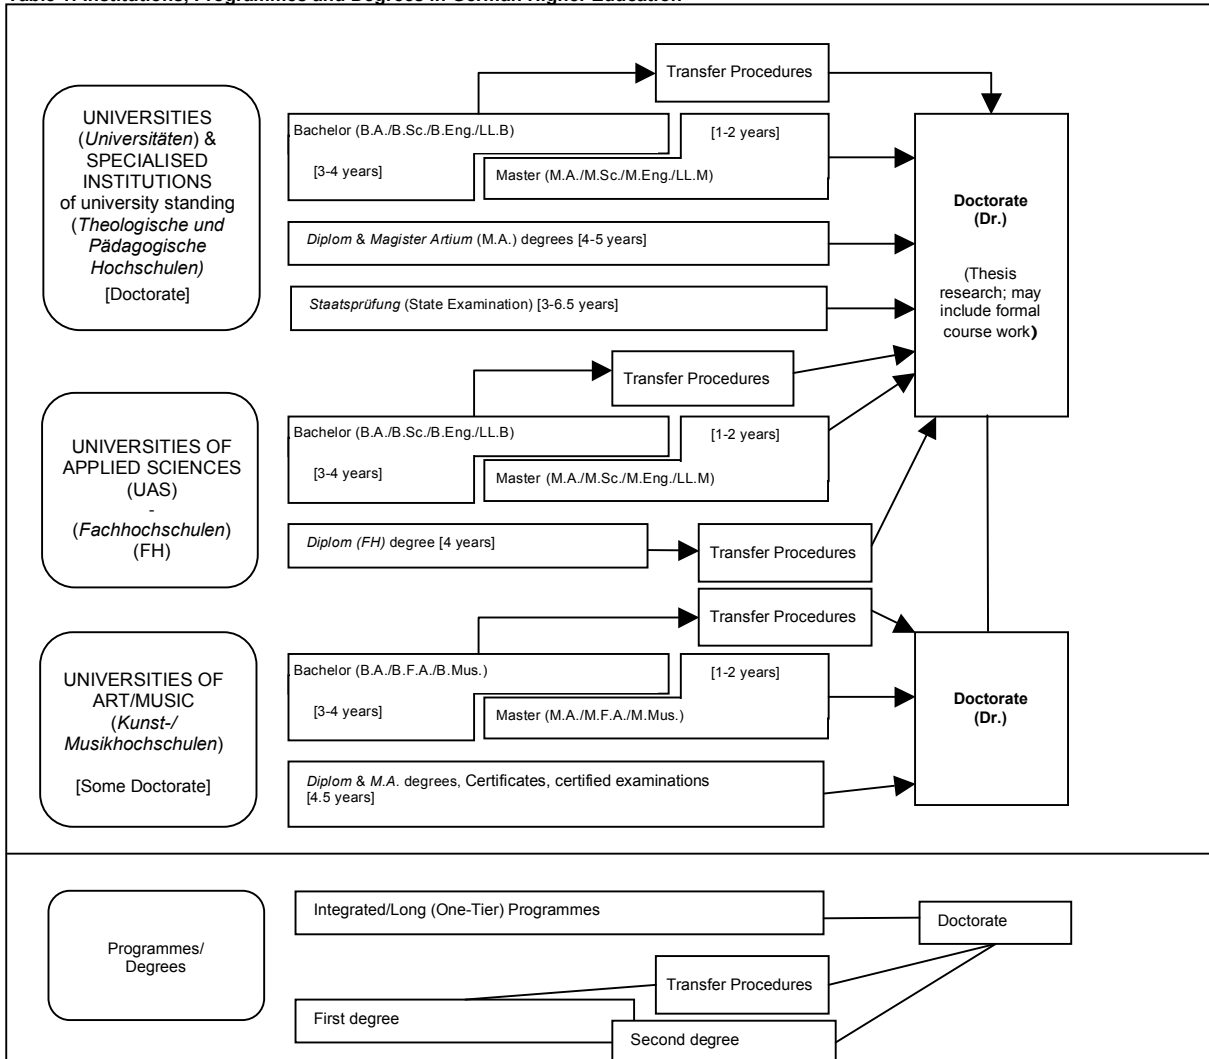 Table 1: Institutions, Programmes and Degrees in German Higher Education
Transfer Procedures
UNIVERSITIES
(Universitäten) &
SPECIALISED
INSTITUTIONS
of university standing
(Theologische und
Pädagogische
Hochschulen)
[Doctorate]
Bachelor (B.A./B.Sc./B.Eng./LL.B)
[3-4 years]
[1-2 years]
Master (M.A./M.Sc./M.Eng./LL.M)
Diplom & Magister Artium (M.A.) degrees [4-5 years]
Staatsprüfung (State Examination) [3-6.5 years]
Doctorate
(Dr.)
(Thesis
research; may
include formal
course work)
Transfer Procedures
UNIVERSITIES OF
APPLIED SCIENCES
(UAS)
-
(Fachhochschulen)
(FH)
Bachelor (B.A./B.Sc./B.Eng./LL.B)
[3-4 years]
[1-2 years]
Master (M.A./M.Sc./M.Eng./LL.M)
Diplom (FH) degree [4 years]
Transfer Procedures
Transfer Procedures
UNIVERSITIES OF
ART/MUSIC
(Kunst-/
Musikhochschulen)
[Some Doctorate]
Bachelor (B.A./B.F.A./B.Mus.)
[3-4 years]
[1-2 years]
Master (M.A./M.F.A./M.Mus.)
Diplom & M.A. degrees, Certificates, certified examinations
[4.5 years]
Doctorate
(Dr.)
Programmes/
Degrees
Integrated/Long (One-Tier) Programmes
Doctorate
Transfer Procedures
First degree
Second degree